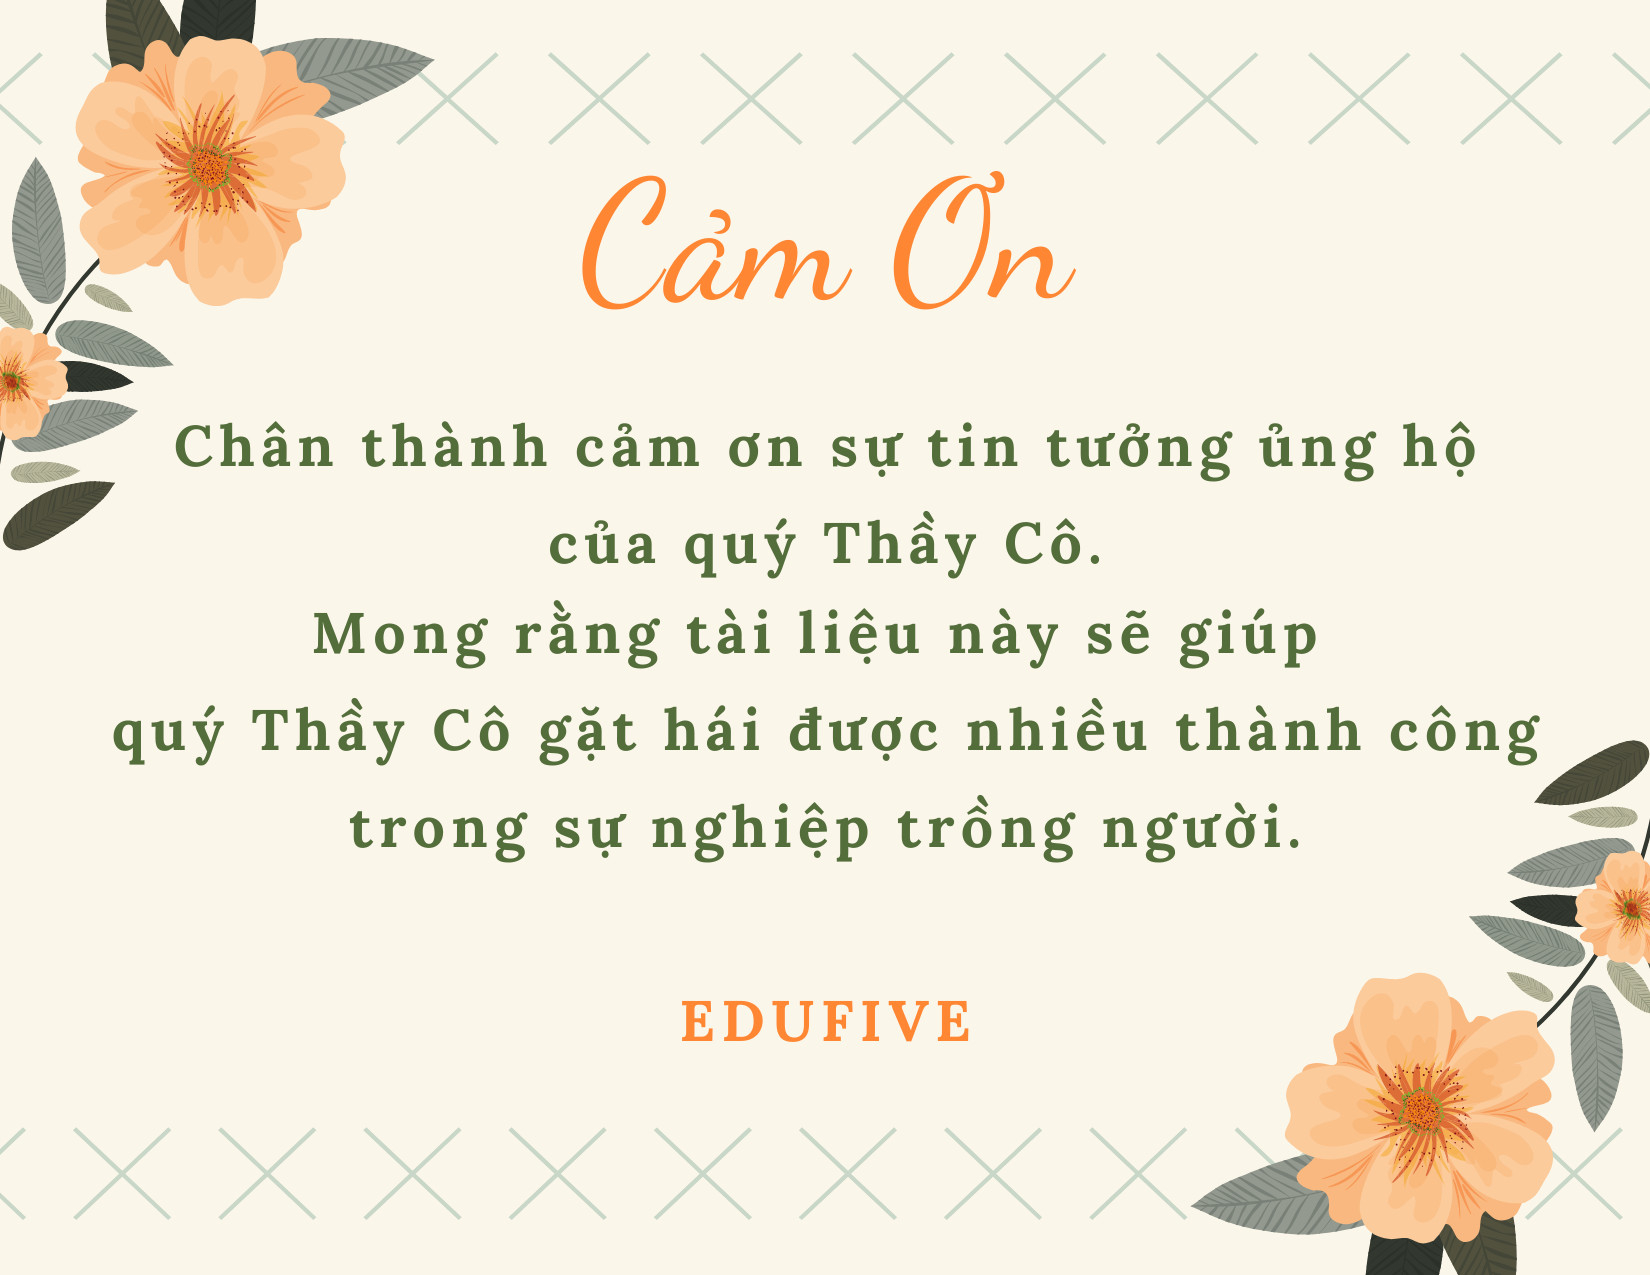 Cảm Ơn
Chân thành cảm ơn sự tin tưởng ủng hộ
của quý Thầy Cô.
Mong rằng tài liệu này sẽ giúp
quý Thầy Cô gặt hái được nhiều thành công
trong sự nghiệp trồng người.
EDUFIVE